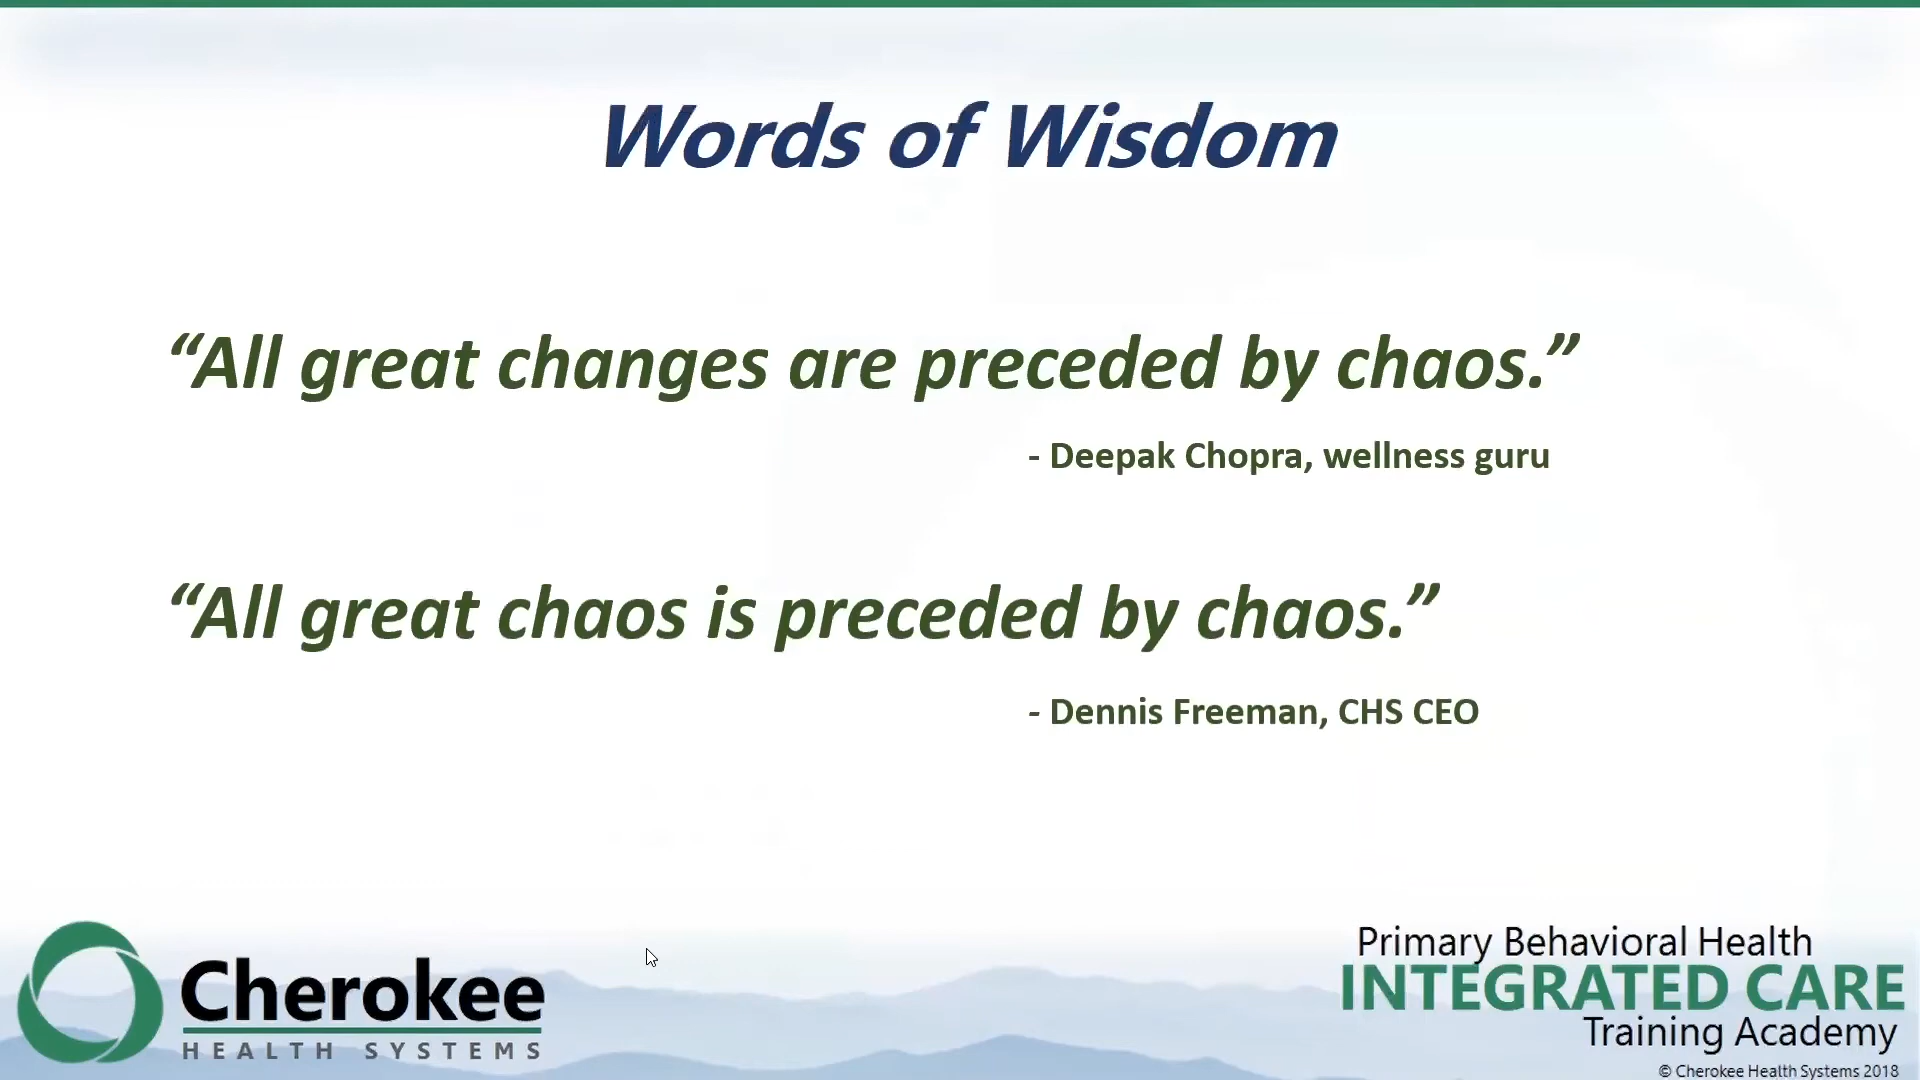 Words of Wisdom
“All great changes are preceded by chaos.”
- Deepak Chopra, wellness guru
“All great chaos is preceded by chaos.”
- Dennis Freeman, CHS CEO
Cherokee
HEALTH SYSTEMS
Primary Behavioral Health
INTEGRATED CARE
Training Academy
© Cherokee Health Systems 2018